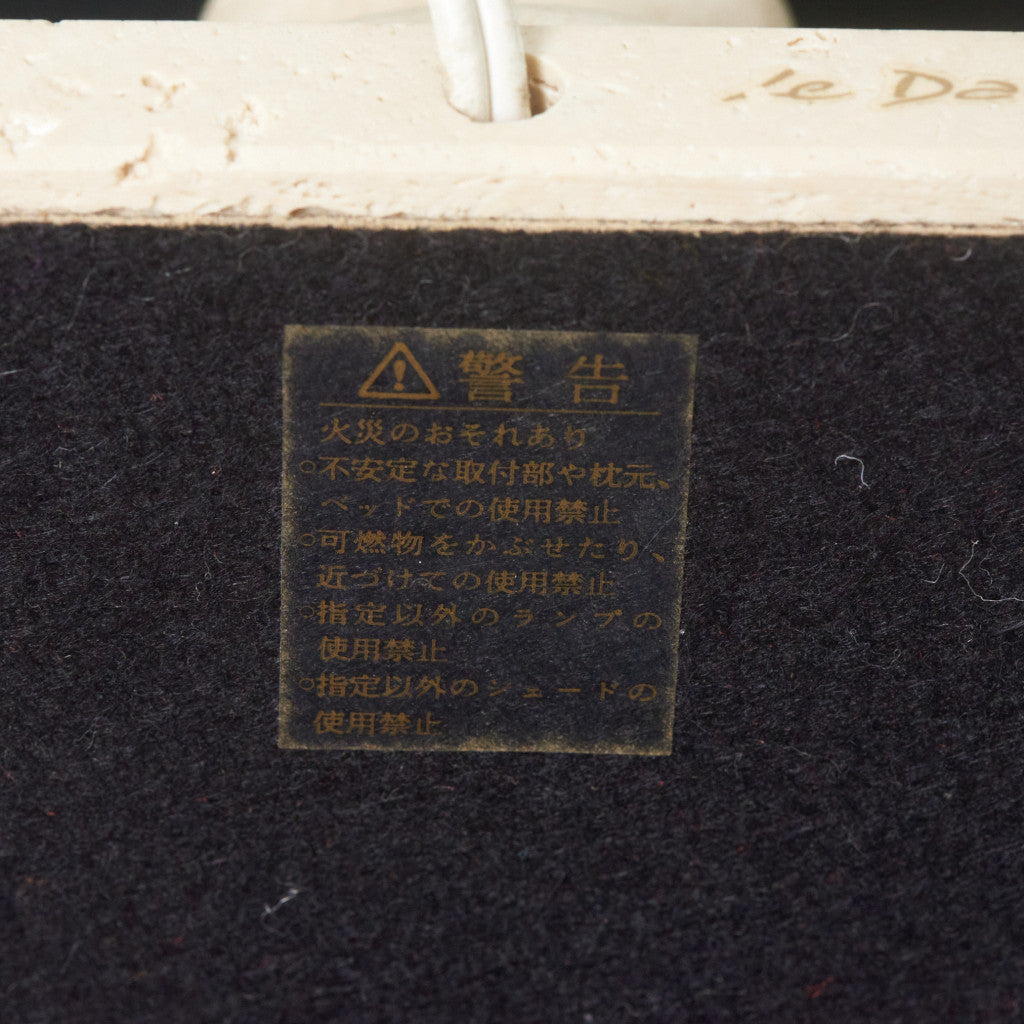 le Da
⚠ 警告
火災のおそれあり
○不安定な取付部や枕元、
ベッドでの使用禁止
○可燃物をかぶせたり、
近づけての使用禁止
○指定以外のランプの
使用禁止
○指定以外のシェードの
使用禁止